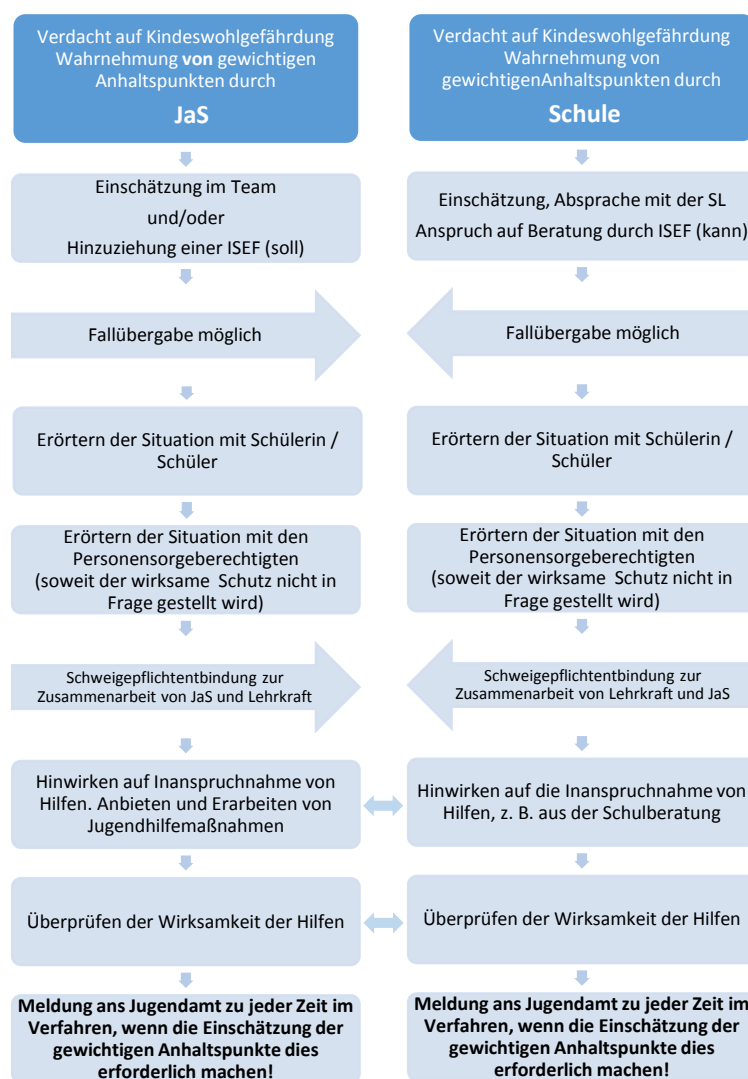 Verdacht auf Kindeswohlgefährdung
Wahrnehmung von gewichtigen
Anhaltspunkten durch
JaS
Einschätzung im Team
und/oder
Hinzuziehung einer ISEF (soll)
Fallübergabe möglich
Erörtern der Situation mit Schülerin /
Schüler
Erörtern der Situation mit den
Personensorgeberechtigten
(soweit der wirksame Schutz nicht in
Frage gestellt wird)
Schweigepflichtentbindung zur
Zusammenarbeit von JaS und Lehrkraft
Hinwirken auf Inanspruchnahme von
Hilfen. Anbieten und Erarbeiten von
Jugendhilfemaßnahmen
Überprüfen der Wirksamkeit der Hilfen
Meldung ans Jugendamt zu jeder Zeit im
Verfahren, wenn die Einschätzung der
gewichtigen Anhaltspunkte dies
erforderlich machen!
Verdacht auf Kindeswohlgefährdung
Wahrnehmung von
gewichtigenAnhaltspunkten durch
Schule
Einschätzung, Absprache mit der SL
Anspruch auf Beratung durch ISEF (kann)
Fallübergabe möglich
Erörtern der Situation mit Schülerin /
Schüler
Erörtern der Situation mit den
Personensorgeberechtigten
(soweit der wirksame Schutz nicht in
Frage gestellt wird)
Schweigepflichtentbindung zur
Zusammenarbeit von Lehrkraft und JaS
Hinwirken auf die Inanspruchnahme von
Hilfen, z. B. aus der Schulberatung
Überprüfen der Wirksamkeit der Hilfen
Meldung ans Jugendamt zu jeder Zeit im
Verfahren, wenn die Einschätzung der
gewichtigen Anhaltspunkte dies
erforderlich machen!